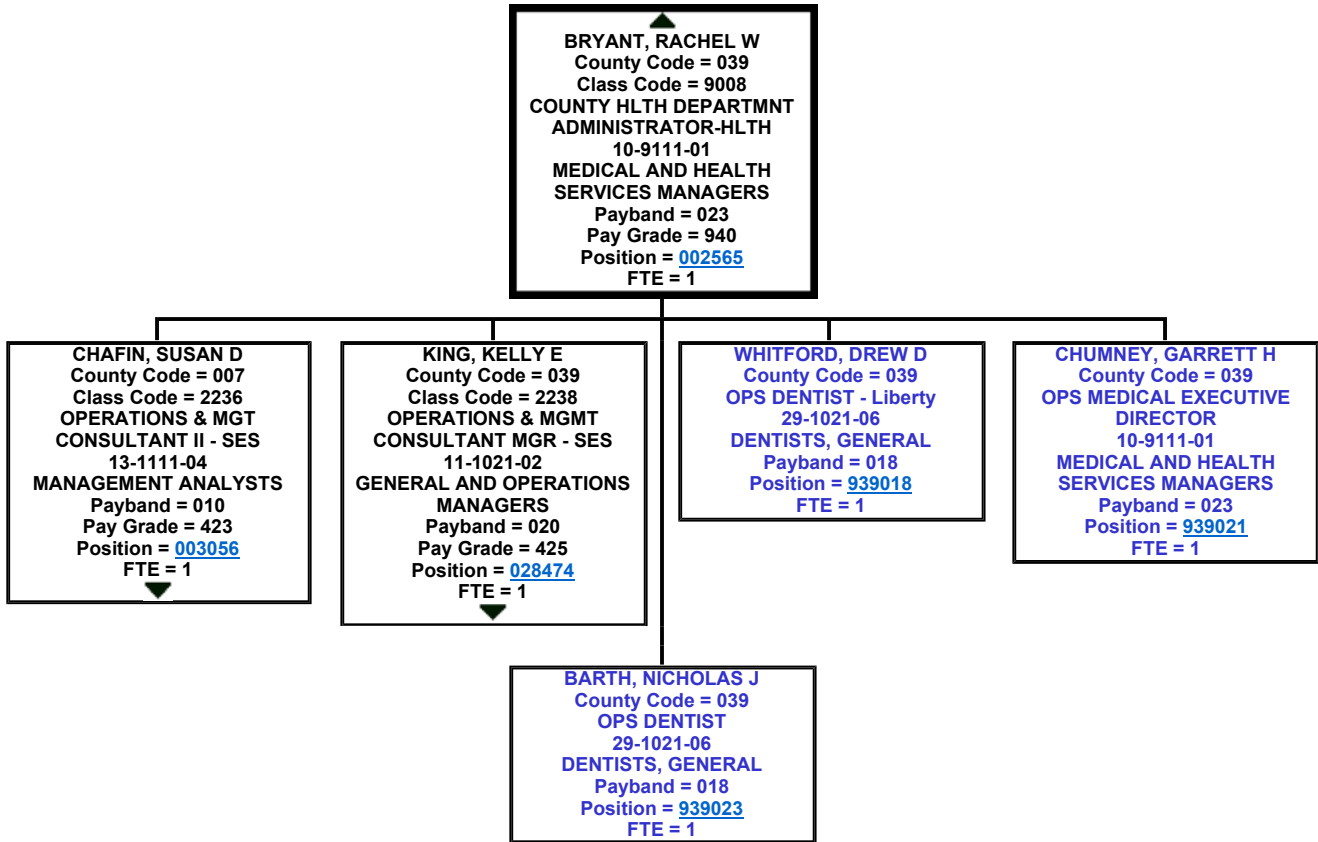 BRYANT, RACHEL W
County Code = 039
Class Code = 9008
COUNTY HLTH DEPARTMNT
ADMINISTRATOR-HLTH
10-9111-01
MEDICAL AND HEALTH
SERVICES MANAGERS
Payband = 023
Pay Grade = 940
Position = 002565
FTE = 1
CHAFIN, SUSAN D
County Code = 007
Class Code = 2236
OPERATIONS & MGT
CONSULTANT II - SES
13-1111-04
MANAGEMENT ANALYSTS
Payband = 010
Pay Grade = 423
Position = 003056
FTE = 1
KING, KELLY E
County Code = 039
Class Code = 2238
OPERATIONS & MGMT
CONSULTANT MGR - SES
11-1021-02
GENERAL AND OPERATIONS
MANAGERS
Payband = 020
Pay Grade = 425
Position = 028474
FTE = 1
WHITFORD, DREW D
County Code = 039
OPS DENTIST - Liberty
29-1021-06
DENTISTS, GENERAL
Payband = 018
Position = 939018
FTE = 1
CHUMNEY, GARRETT H
County Code = 039
OPS MEDICAL EXECUTIVE
DIRECTOR
10-9111-01
MEDICAL AND HEALTH
SERVICES MANAGERS
Payband = 023
Position = 939021
FTE = 1
BARTH, NICHOLAS J
County Code = 039
OPS DENTIST
29-1021-06
DENTISTS, GENERAL
Payband = 018
Position = 939023
FTE = 1